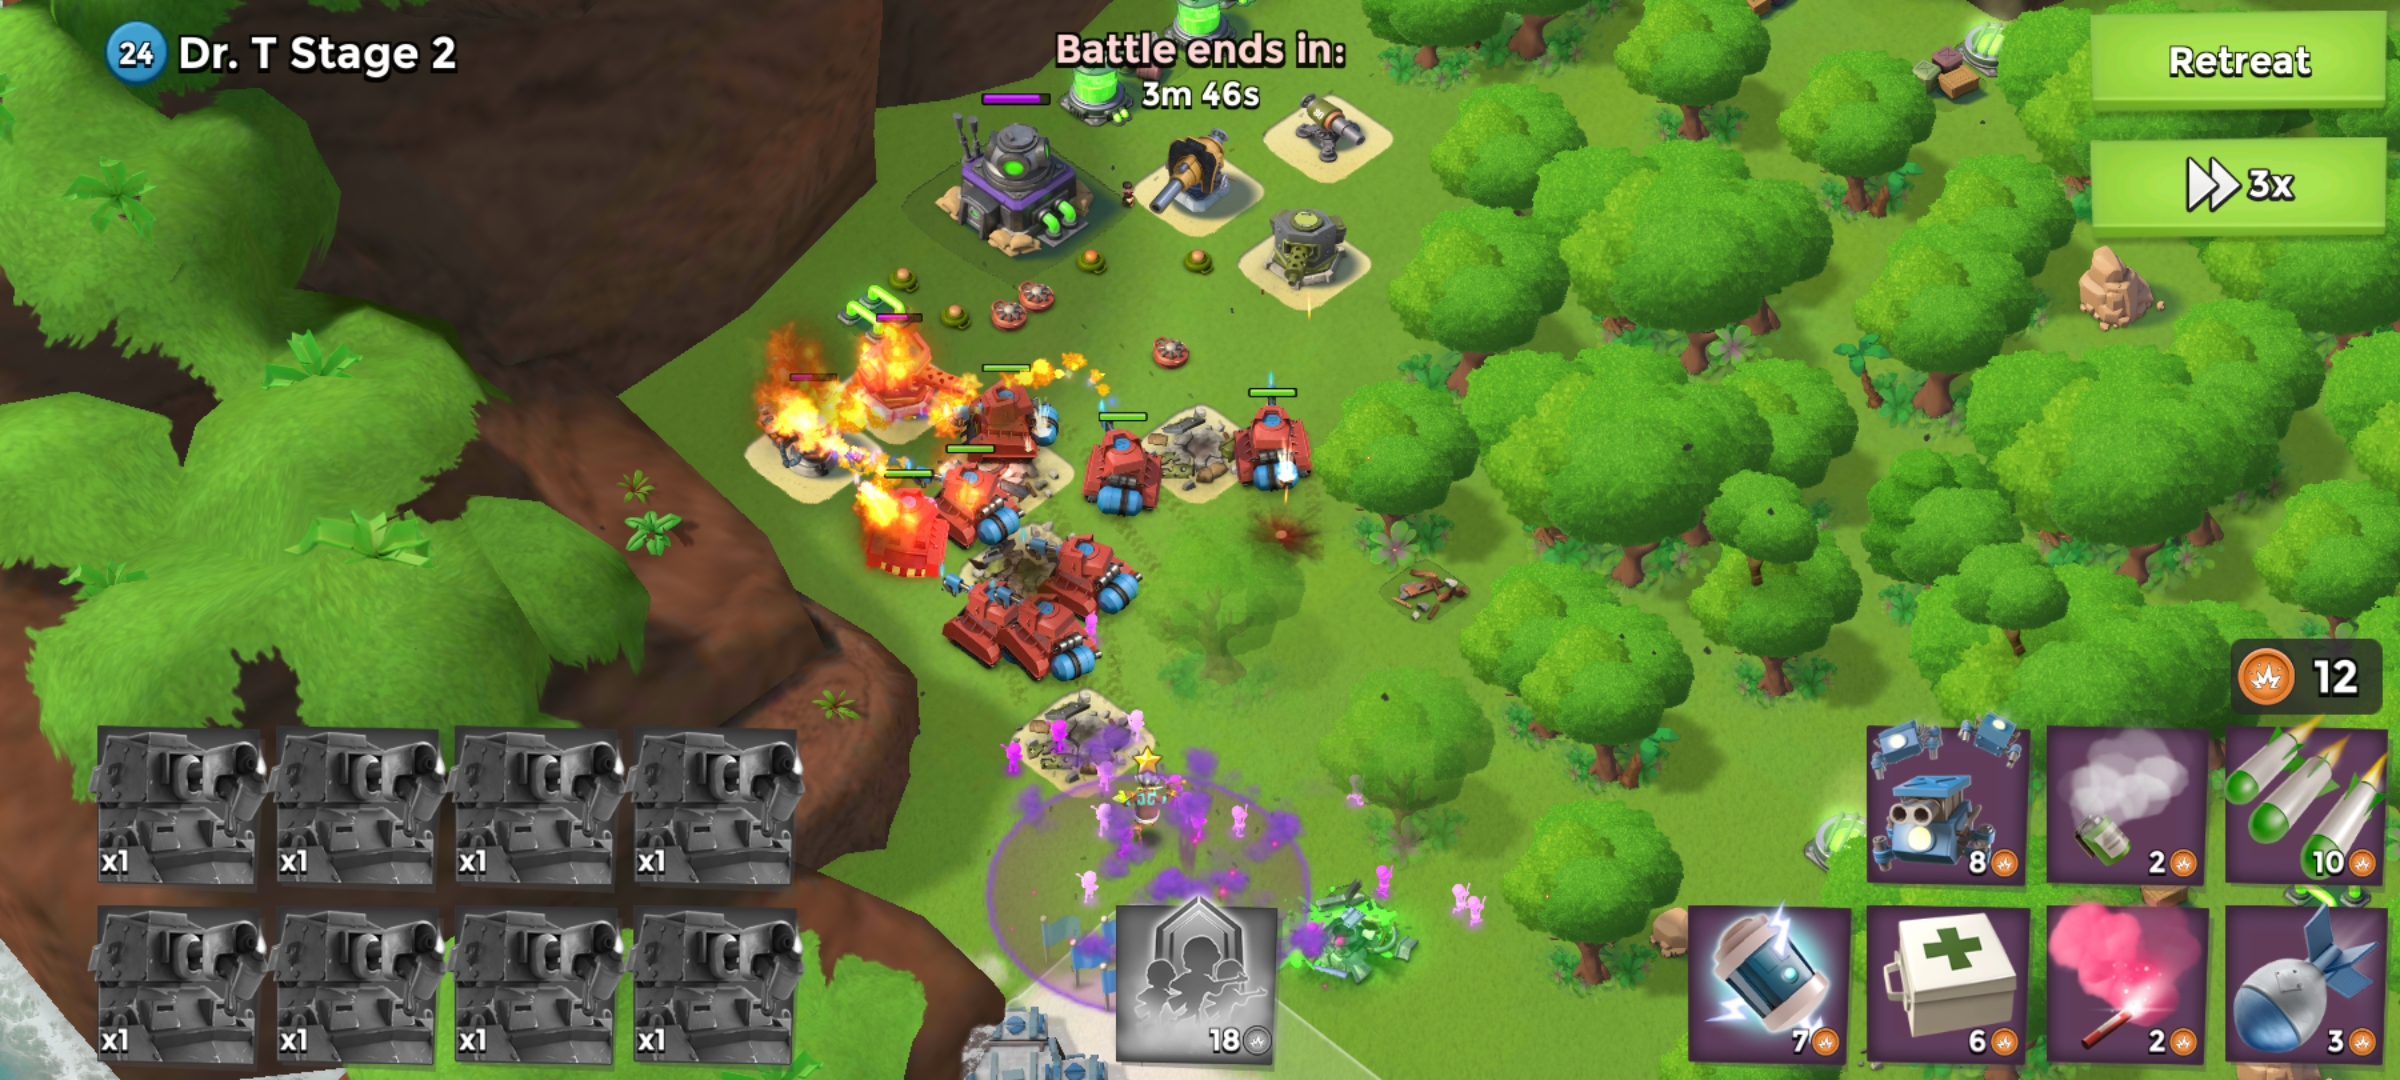 24 Dr. T Stage 2
Battle ends in:
3m 46s
Retreat
3x
12
x1
x1
x1
x1
8
2
10
x1
x1
x1
x1
18
7
6
2
3